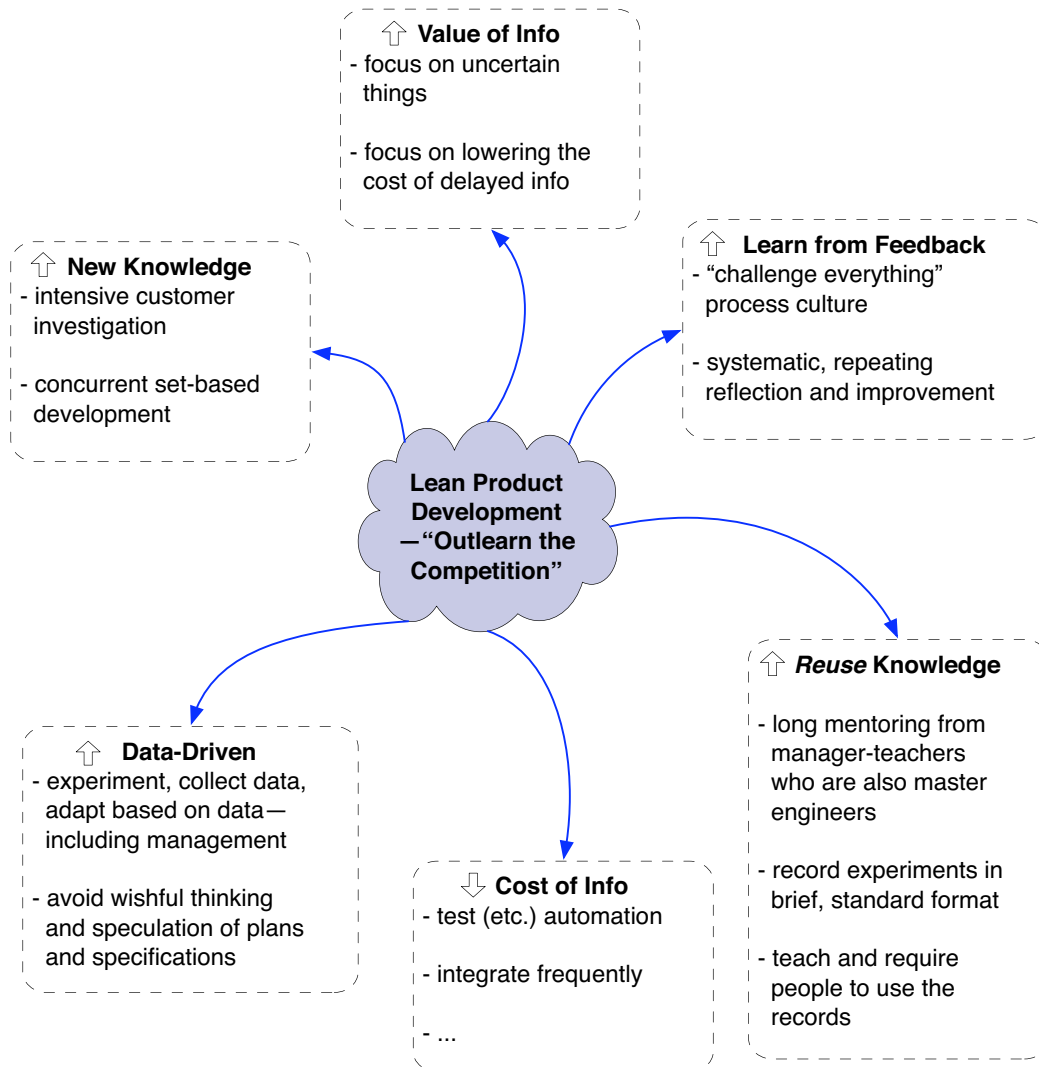 Value of Info
- focus on uncertain
things
- focus on lowering the
cost of delayed info
New Knowledge
- intensive customer
investigation
- concurrent set-based
development
Learn from Feedback
- “challenge everything”
process culture
- systematic, repeating
reflection and improvement
Lean Product
Development
—“Outlearn the
Competition”
Reuse Knowledge
- long mentoring from
manager-teachers
who are also master
engineers
- record experiments in
brief, standard format
- teach and require
people to use the
records
Data-Driven
- experiment, collect data,
adapt based on data—
including management
- avoid wishful thinking
and speculation of plans
and specifications
Cost of Info
- test (etc.) automation
- integrate frequently
- ...